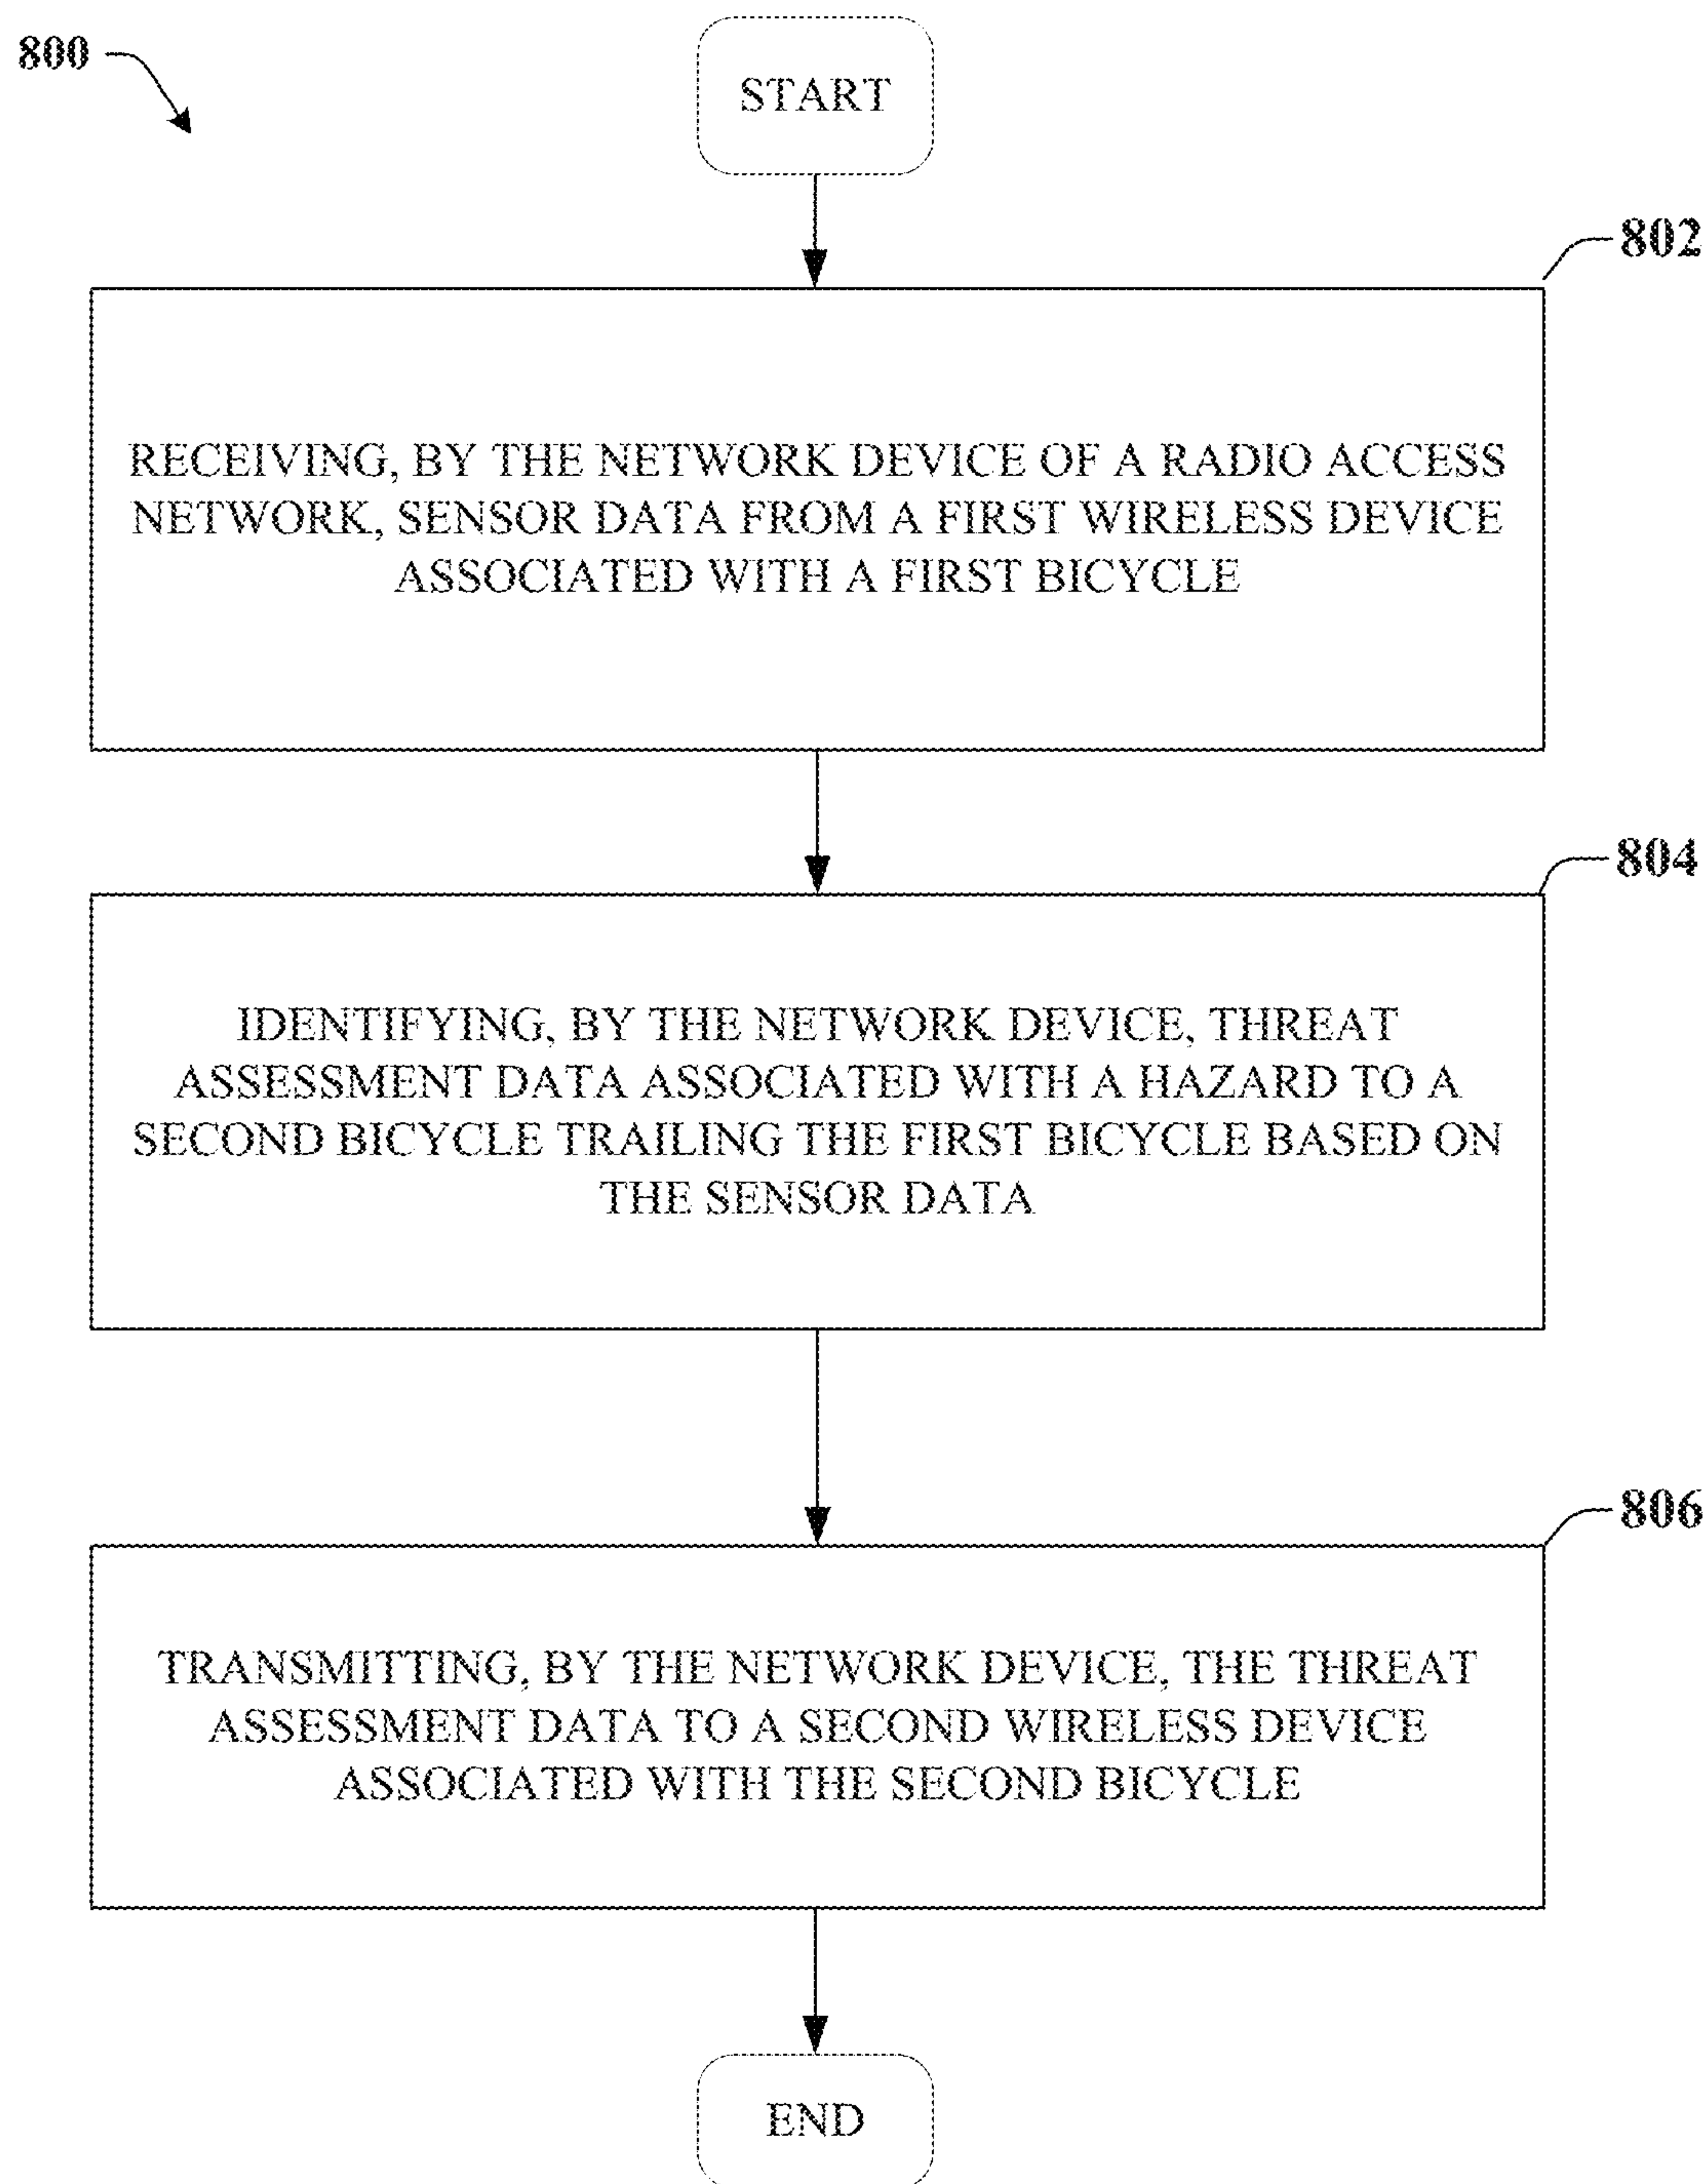 800
START
802
RECEIVING, BY THE NETWORK DEVICE OF A RADIO ACCESS
NETWORK, SENSOR DATA FROM A FIRST WIRELESS DEVICE
ASSOCIATED WITH A FIRST BICYCLE
804
IDENTIFYING, BY THE NETWORK DEVICE, THREAT
ASSESSMENT DATA ASSOCIATED WITH A HAZARD TO A
SECOND BICYCLE TRAILING THE FIRST BICYCLE BASED ON
THE SENSOR DATA
806
TRANSMITTING, BY THE NETWORK DEVICE, THE THREAT
ASSESSMENT DATA TO A SECOND WIRELESS DEVICE
ASSOCIATED WITH THE SECOND BICYCLE
END